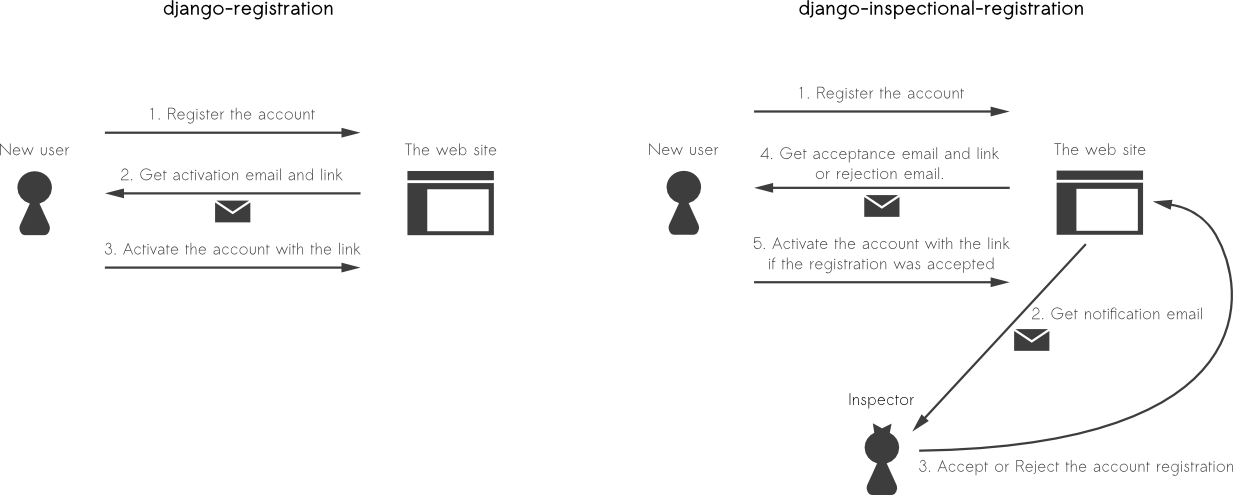 django-registration
1. Register the account
New user
The web site
2. Get activation email and link
3. Activate the account with the link
django-inspectional-registration
1. Register the account
New user
The web site
4. Get acceptance email and link
or rejection email.
5. Activate the account with the link
if the registration was accepted
2. Get notification email
Inspector
3. Accept or Reject the account registration